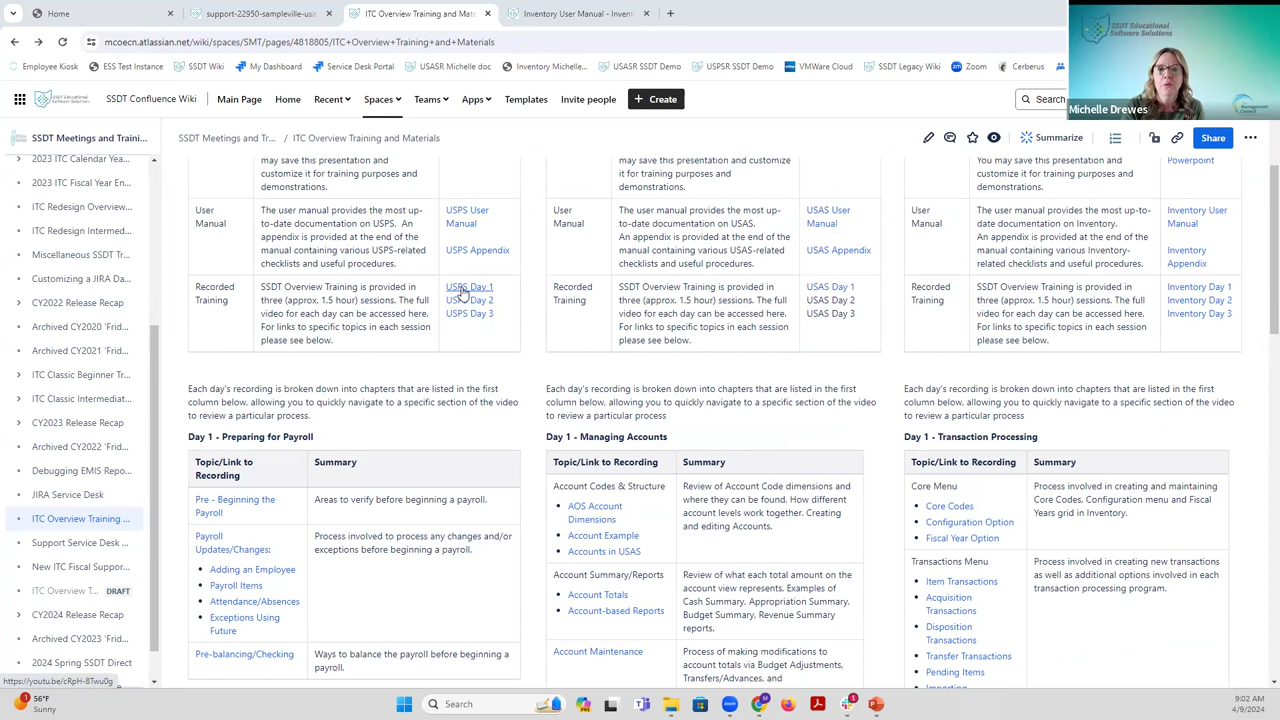 Home
support-22950-sampleville-usas
ITC Overview Training and Mate
Inventory User Manual - Invent
mcoecn.atlassian.net/wiki/spaces/SMT/pages/4818805/ITC+Overview+Training+and+Materials
Employee Kiosk
ESS Test Instance
SSDT Wiki
My Dashboard
Service Desk Portal
USASR Michelle doc
Inventory Michelle...
USASR SSDT Demo
USPSR SSDT Demo
VMWare Cloud
SSDT Legacy Wiki
Zoom
Cerberus
SSDT Educational
Software Solutions
Management
Council
Michelle Drewes
SSDT Confluence Wiki
Main Page
Home
Recent
Spaces
Teams
Apps
Templates
Invite people
+ Create
Search
SSDT Meetings and Traini...
SSDT Meetings and Tr...
/ ITC Overview Training and Materials
Summarize
Share
2023 ITC Calendar Yea...
2023 ITC Fiscal Year En...
ITC Redesign Overview...
ITC Redesign Intermed...
Miscellaneous SSDT Tr...
Customizing a JIRA Da...
CY2022 Release Recap
Archived CY2020 'Frid...
Archived CY2021 'Frid...
ITC Classic Beginner Tr...
ITC Classic Intermediat...
CY2023 Release Recap
Archived CY2022 'Frid...
Debugging EMIS Repo...
JIRA Service Desk
ITC Overview Training ...
Support Service Desk ...
New ITC Fiscal Suppor...
ITC Overview T... DRAFT
CY2024 Release Recap
Archived CY2023 'Frid...
2024 Spring SSDT Direct
https://youtu.be/cRpH-8Twu0g
may save this presentation and
customize it for training purposes and
demonstrations.
User
Manual
The user manual provides the most up-
to-date documentation on USPS. An
appendix is provided at the end of the
manual containing various USPS-related
checklists and useful procedures.
USPS User
Manual
USPS Appendix
Recorded
Training
SSDT Overview Training is provided in
three (approx. 1.5 hour) sessions. The full
video for each day can be accessed here.
For links to specific topics in each session
please see below.
USPS Day 1
USPS Day 2
USPS Day 3
Each day's recording is broken down into chapters that are listed in the first
column below, allowing you to quickly navigate to a specific section of the video
to review a particular process.
Day 1 - Preparing for Payroll
Topic/Link to
Recording
Summary
Pre - Beginning the
Payroll
Areas to verify before beginning a payroll.
Payroll
Updates/Changes:
• Adding an Employee
• Payroll Items
• Attendance/Absences
• Exceptions Using
Future
Process involved to process any changes and/or
exceptions before beginning a payroll.
Pre-balancing/Checking
Ways to balance the payroll before beginning a
payroll.
may save this presentation and
customize it for training purposes and
demonstrations.
User
Manual
The user manual provides the most up-
to-date documentation on USAS.
An appendix is provided at the end of the
manual containing various USAS-related
checklists and useful procedures.
USAS User
Manual
USAS Appendix
Recorded
Training
SSDT Overview Training is provided in
three (approx. 1.5 hour) sessions. The full
video for each day can be accessed here.
For links to specific topics in each session
please see below.
USAS Day 1
USAS Day 2
USAS Day 3
Each day's recording is broken down into chapters that are listed in the first
column below, allowing you to quickly navigate to a specific section of the video
to review a particular process
Day 1 - Managing Accounts
Topic/Link to Recording
Summary
Account Codes & Structure
• AOS Account
Dimensions
• Account Example
• Accounts in USAS
Review of Account Code dimensions and
where they can be found. How different
account levels work together. Creating
and editing Accounts.
Account Summary/Reports
• Account Totals
• Account-based Reports
Review of what each total amount on the
account view represents. Examples of
Cash Summary, Appropriation Summary,
Budget Summary, Revenue Summary
reports.
Account Maintenance
Process of making modifications to
account totals via Budget Adjustments,
Transfers/Advances, and
You may save this presentation and
customize it for training purposes and
demonstrations.
Powerpoint
User
Manual
The user manual provides the most up-
to-date documentation on Inventory.
An appendix is provided at the end of the
manual containing various Inventory-
related checklists and useful procedures.
Inventory User
Manual
Inventory
Appendix
Recorded
Training
SSDT Overview Training is provided in
three (approx. 1.5 hour) sessions. The full
video for each day can be accessed here.
For links to specific topics in each session
please see below.
Inventory Day 1
Inventory Day 2
Inventory Day 3
Each day's recording is broken down into chapters that are listed in the first
column below, allowing you to quickly navigate to a specific section of the video
to review a particular process
Day 1 - Transaction Processing
Topic/Link to Recording
Summary
Core Menu
• Core Codes
• Configuration Option
• Fiscal Year Option
Process involved in creating and maintaining
Core Codes, Configuration menu and Fiscal
Years grid in Inventory.
Transactions Menu
• Item Transactions
• Acquisition
Transactions
• Disposition
Transactions
• Transfer Transactions
• Pending Items
Process involved in creating new transactions
as well as additional options involved in each
transaction processing program.
56°F
Sunny
Search
9:02 AM
4/9/2024